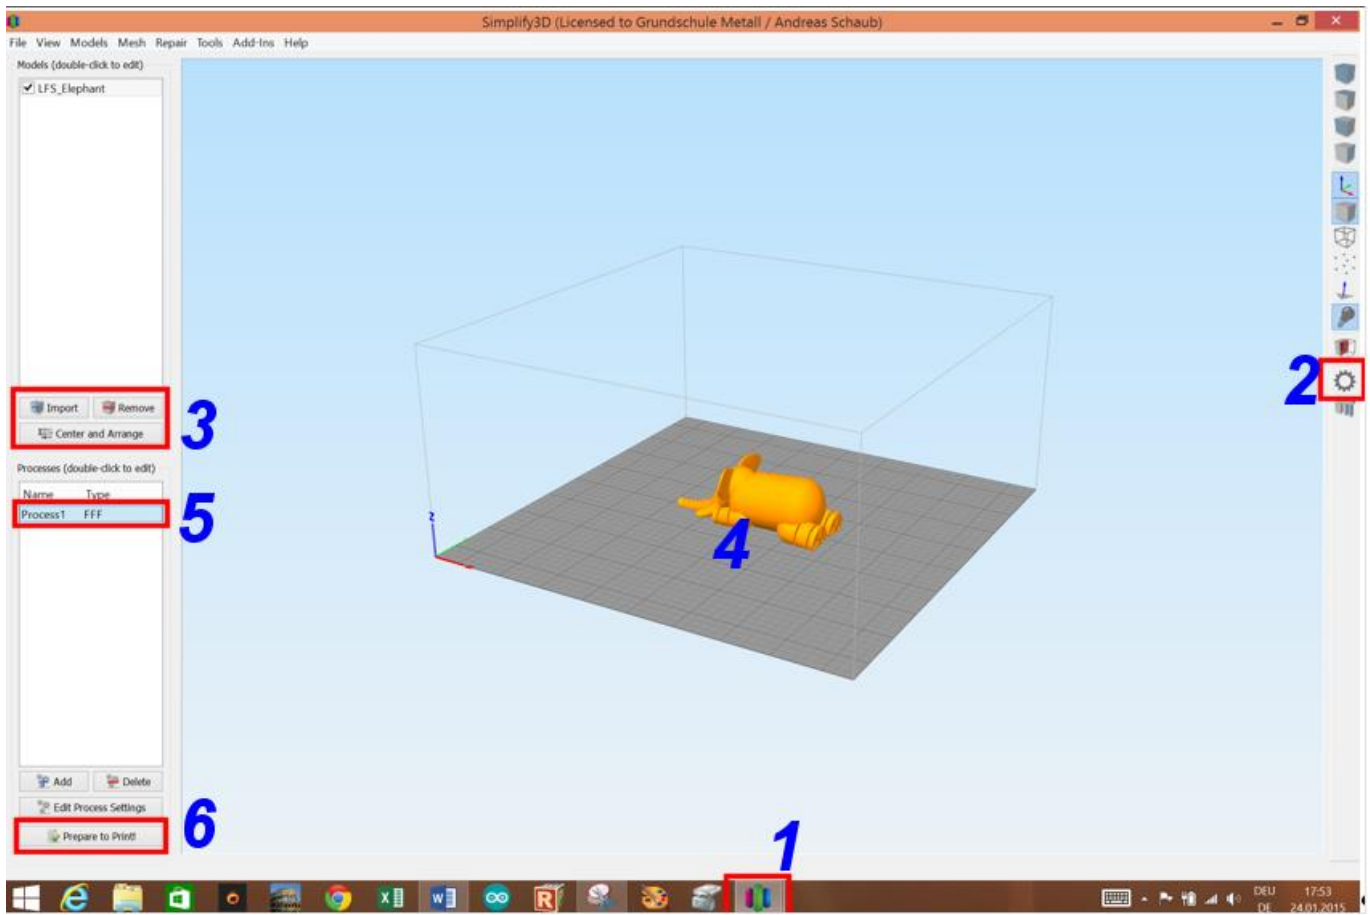 Simplify3D (Licensed to Grundschule Metall / Andreas Schaub)
File View Models Mesh Repair Tools Add-Ins Help
Models (double-click to edit)
LFS_Elephant
2
Import Remove
3
Center and Arrange
Processes (double-click to edit)
Name Type
Process1 FFF
5
Z
4
Add Delete
Edit Process Settings
6
Prepare to Print!
1
DEU 17:53
DE 24.01.2015